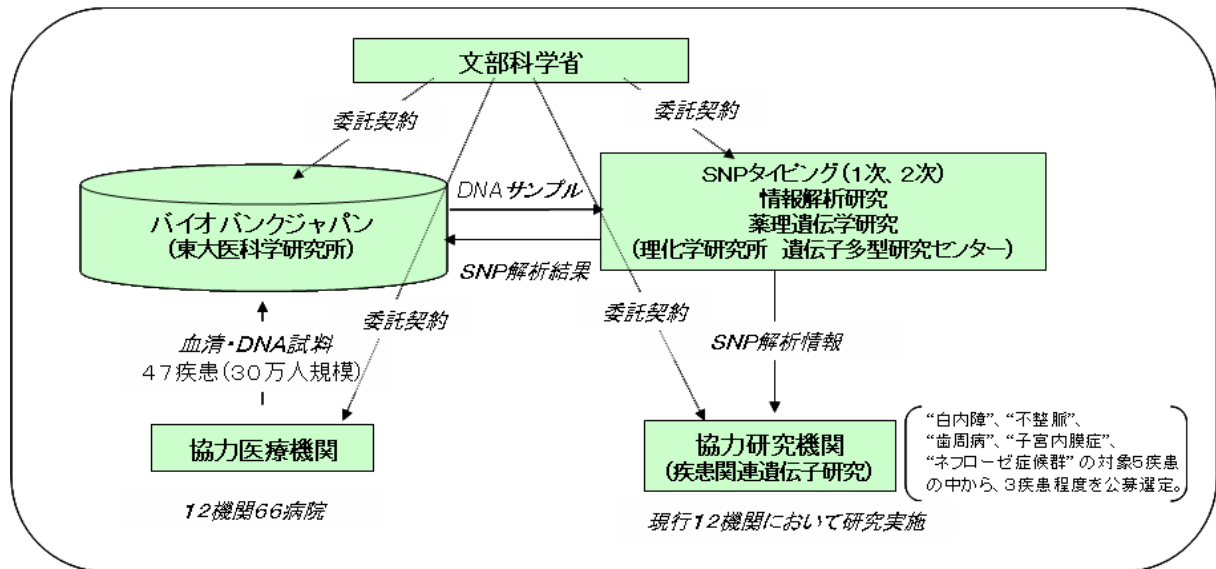 文部科学省
委託契約
委託契約
バイオバンクジャパン
(東大医科学研究所)
DNAサンプル
SNP解析結果
SNPタイピング(1次、2次)
情報解析研究
薬理遺伝学研究
(理化学研究所 遺伝子多型研究センター)
委託契約
委託契約
血清・DNA試料
47疾患(30万人規模)
SNP解析情報
協力医療機関
12機関66病院
協力研究機関
(疾患関連遺伝子研究)
現行12機関において研究実施
“白内障”、“不整脈”、
“歯周病”、“子宮内膜症”、
“ネフローゼ症候群”の対象5疾患
の中から、3疾患程度を公募選定。